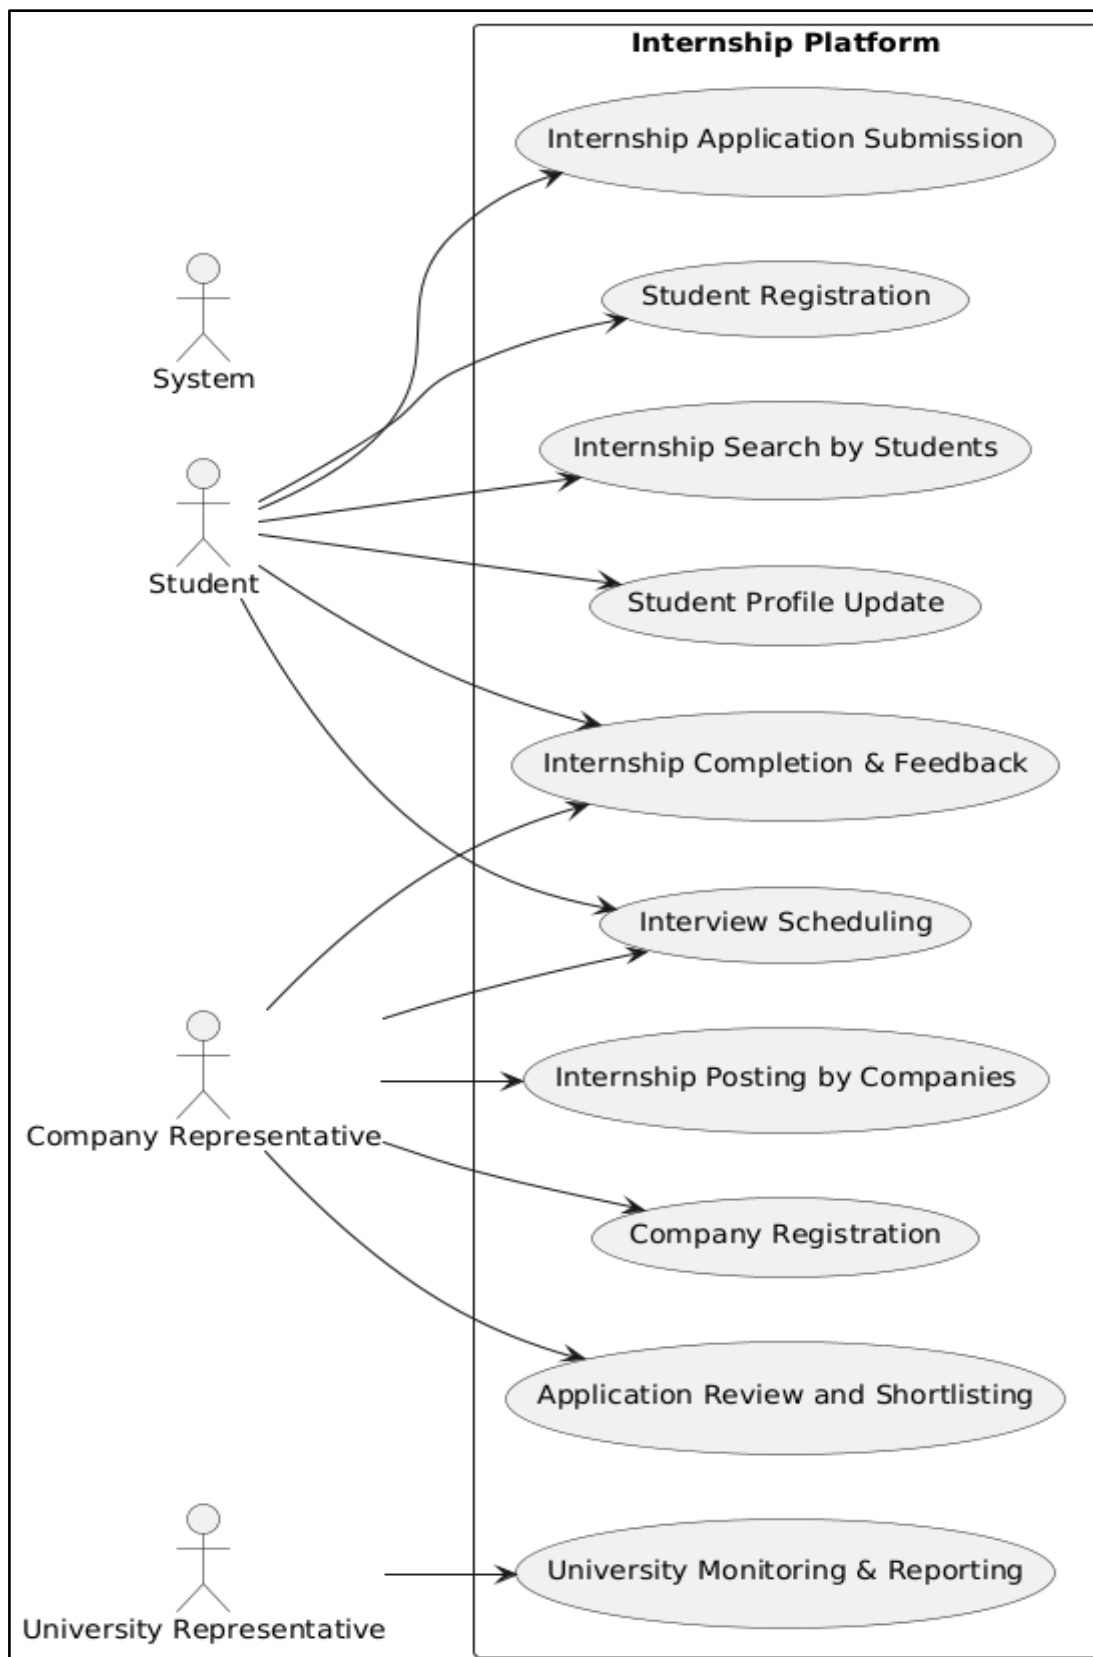 Internship Platform
Internship Application Submission
Student Registration
System
Internship Search by Students
Student
Student Profile Update
Internship Completion & Feedback
Interview Scheduling
Internship Posting by Companies
Company Representative
Company Registration
Application Review and Shortlisting
University Monitoring & Reporting
University Representative